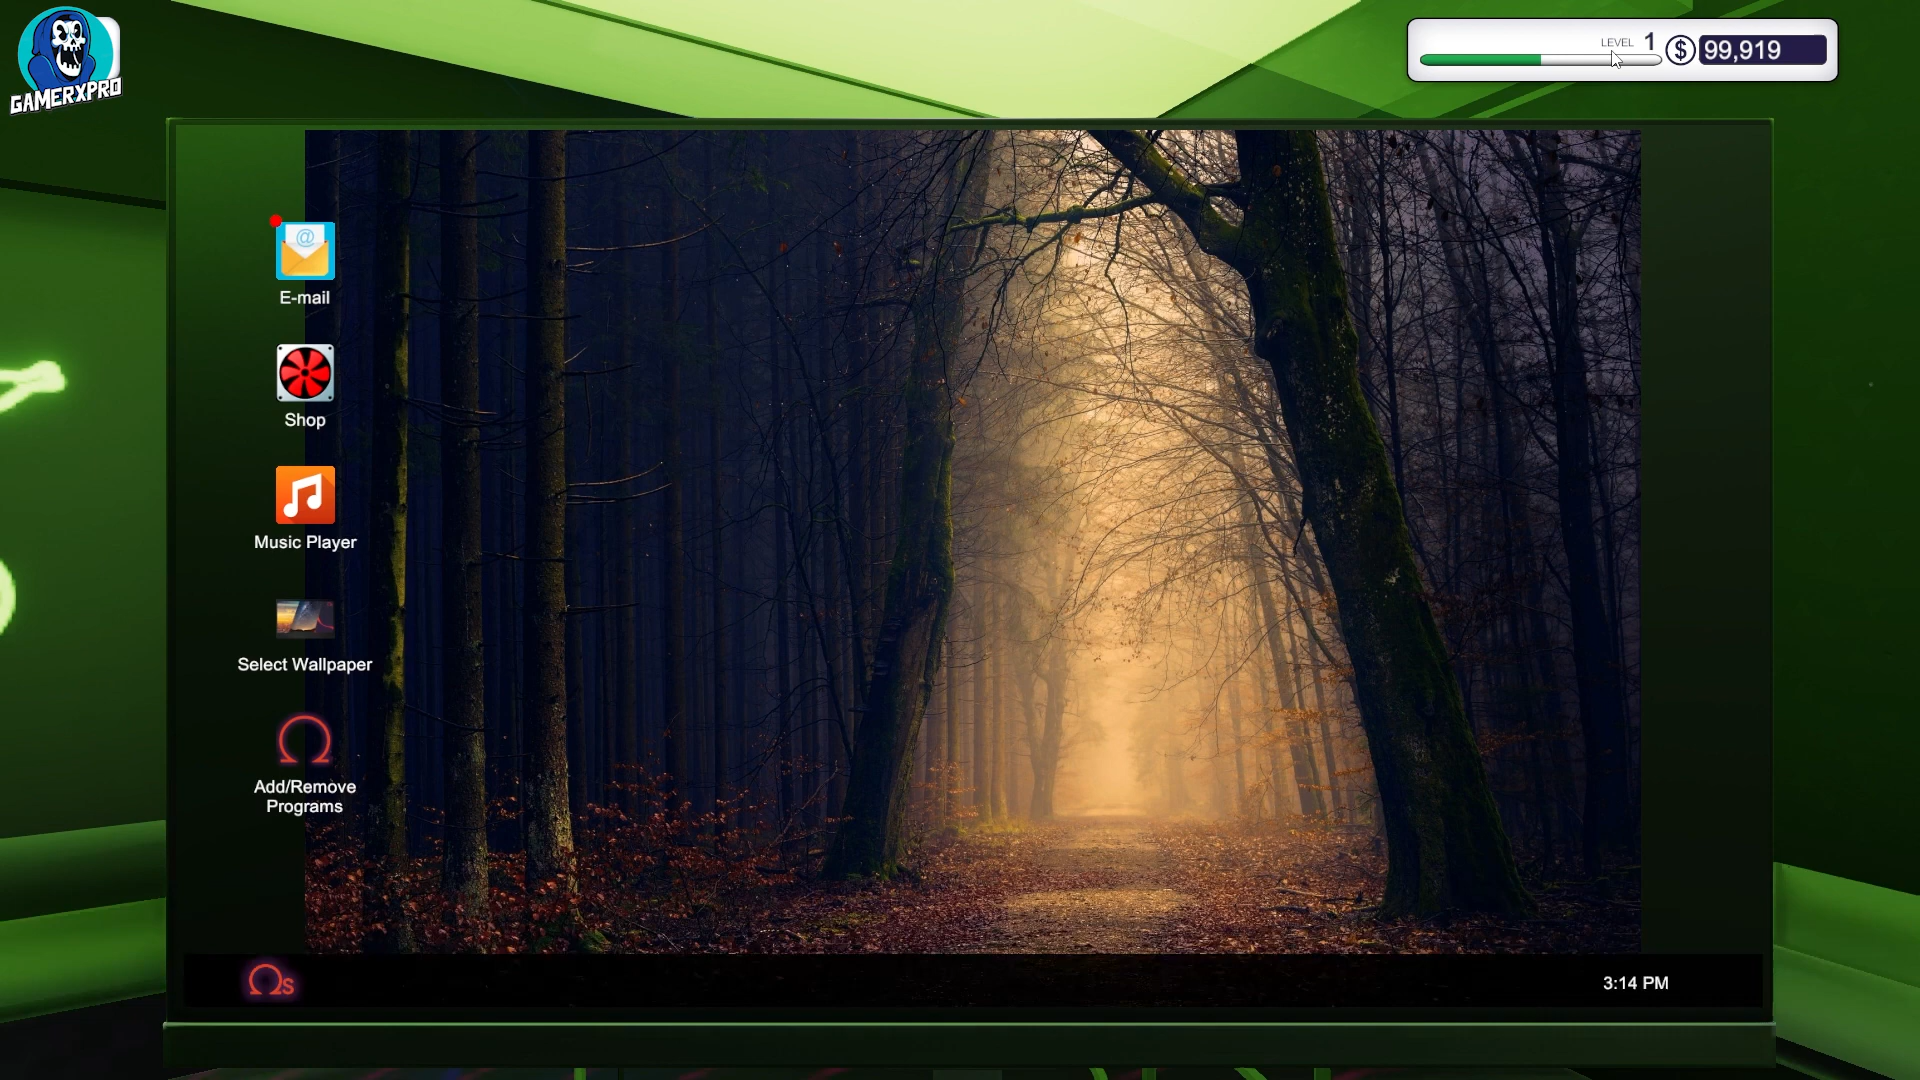 GAMERXPRO
LEVEL 1
$ 99,919
@
E-mail
Shop
Music Player
Select Wallpaper
Add/Remove
Programs
Ωs
3:14 PM